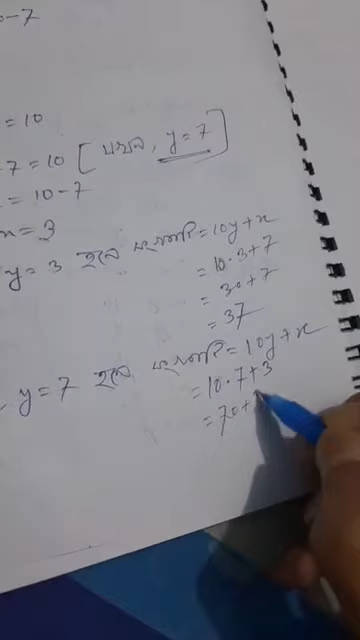 -7
= 10
7 = 10 [ যখন, y = 7 ]
= 10 - 7
x = 3
y = 3 হলে সংখ্যাটি = 10y + x
= 10 · 3 + 7
= 30 + 7
= 37
y = 7 হলে সংখ্যাটি = 10y + x
= 10 · 7 + 3
= 70 +